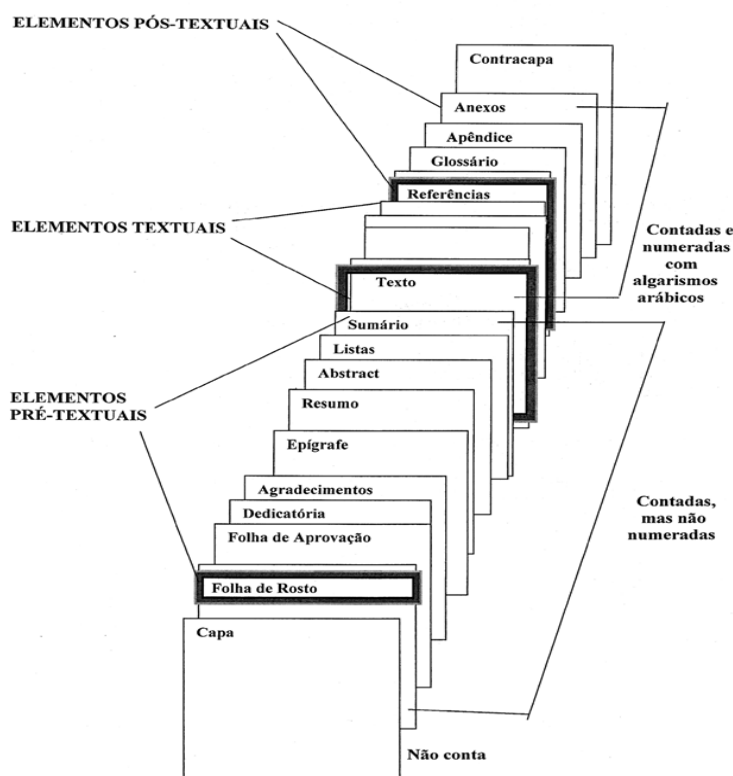 ELEMENTOS PÓS-TEXTUAIS
Contracapa
Anexos
Apêndice
Glossário
Referências
ELEMENTOS TEXTUAIS
Contadas e
numeradas
com
algarismos
arábicos
Texto
Sumário
Listas
Abstract
ELEMENTOS
PRÉ-TEXTUAIS
Resumo
Epígrafe
Agradecimentos
Dedicatória
Folha de Aprovação
Contadas,
mas não
numeradas
Folha de Rosto
Capa
Não conta